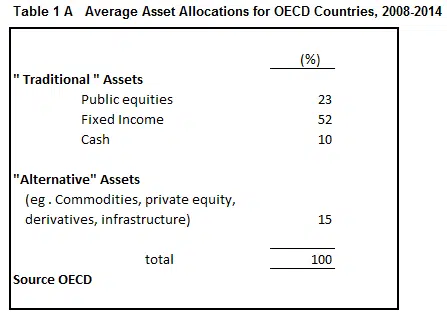 Table 1 A Average Asset Allocations for OECD Countries, 2008-2014
(%)
" Traditional " Assets
Public equities 23
Fixed Income 52
Cash 10
"Alternative" Assets
(eg . Commodities, private equity,
derivatives, infrastructure) 15
total 100
Source OECD